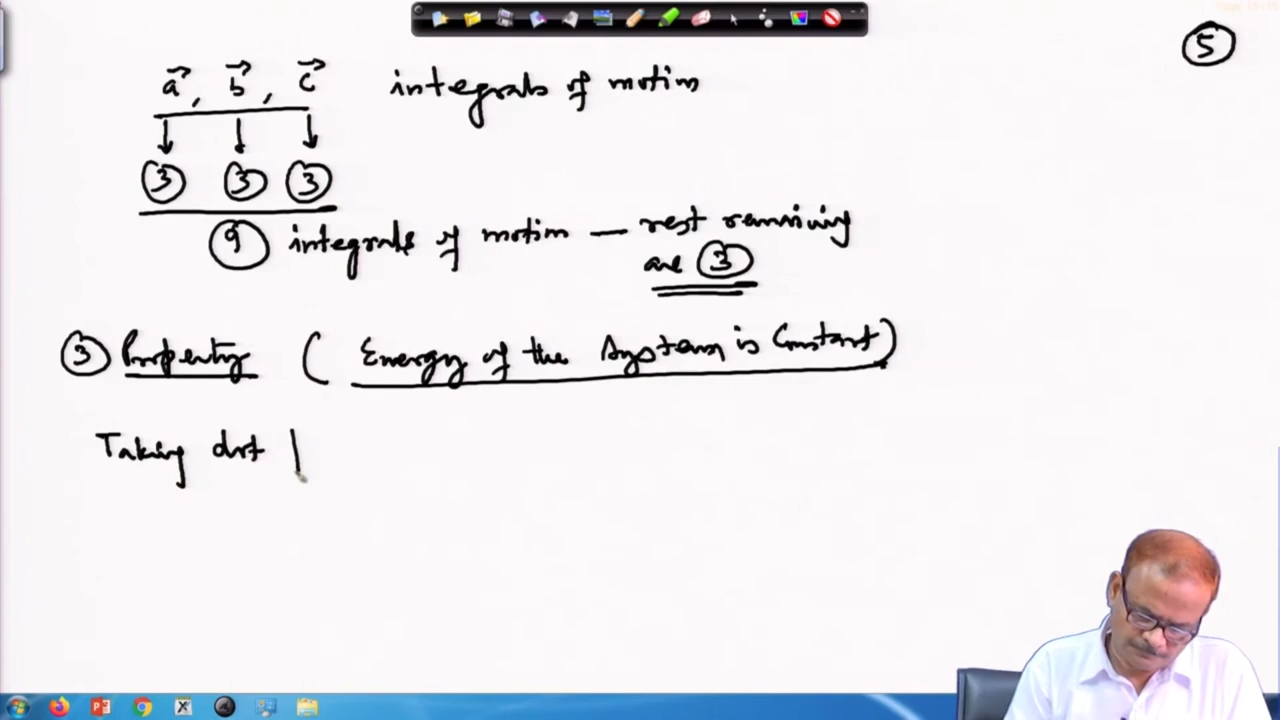 5
a⃗, b⃗, c⃗ integrals of motion
3 3 3
9 integrals of motion — rest remaining
are 3
3 Property ( Energy of the System is Constant )
Taking dot